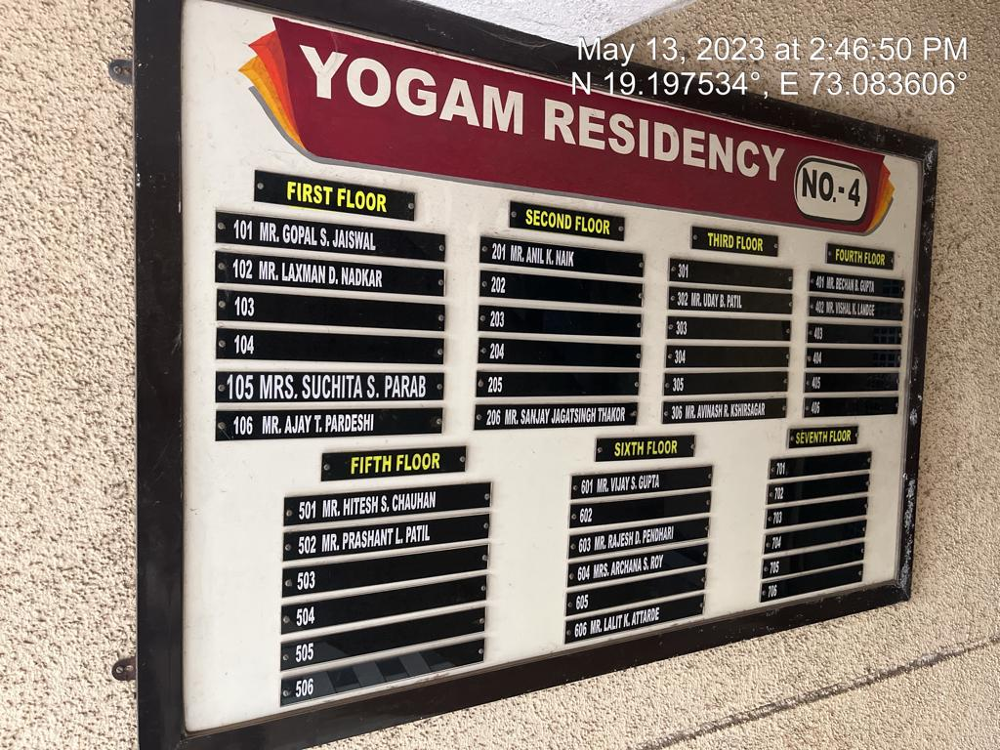 May 13, 2023 at 2:46:50 PM
N 19.197534°, E 73.083606°
YOGAM RESIDENCY
NO.-4
FIRST FLOOR
101 MR. GOPAL S. JAISWAL
102 MR. LAXMAN D. NADKAR
103
104
105 MRS. SUCHITA S. PARAB
106 MR. AJAY T. PARDESHI
SECOND FLOOR
201 MR. ANIL K. NAIK
202
203
204
205
206 MR. SANJAY JAGATSINGH THAKOR
THIRD FLOOR
301
302 MR. UDAY B. PATIL
303
304
305
306 MR. AVINASH R. KSHIRSAGAR
FOURTH FLOOR
401 MR. BECHAN B. GUPTA
402 MR. VISHAL K. LANDGE
403
404
405
406
FIFTH FLOOR
501 MR. HITESH S. CHAUHAN
502 MR. PRASHANT L. PATIL
503
504
505
506
SIXTH FLOOR
601 MR. VIJAY S. GUPTA
602
603 MR. RAJESH D. PENDHARI
604 MRS. ARCHANA S. ROY
605
606 MR. LALIT K. ATTARDE
SEVENTH FLOOR
701
702
703
704
705
706